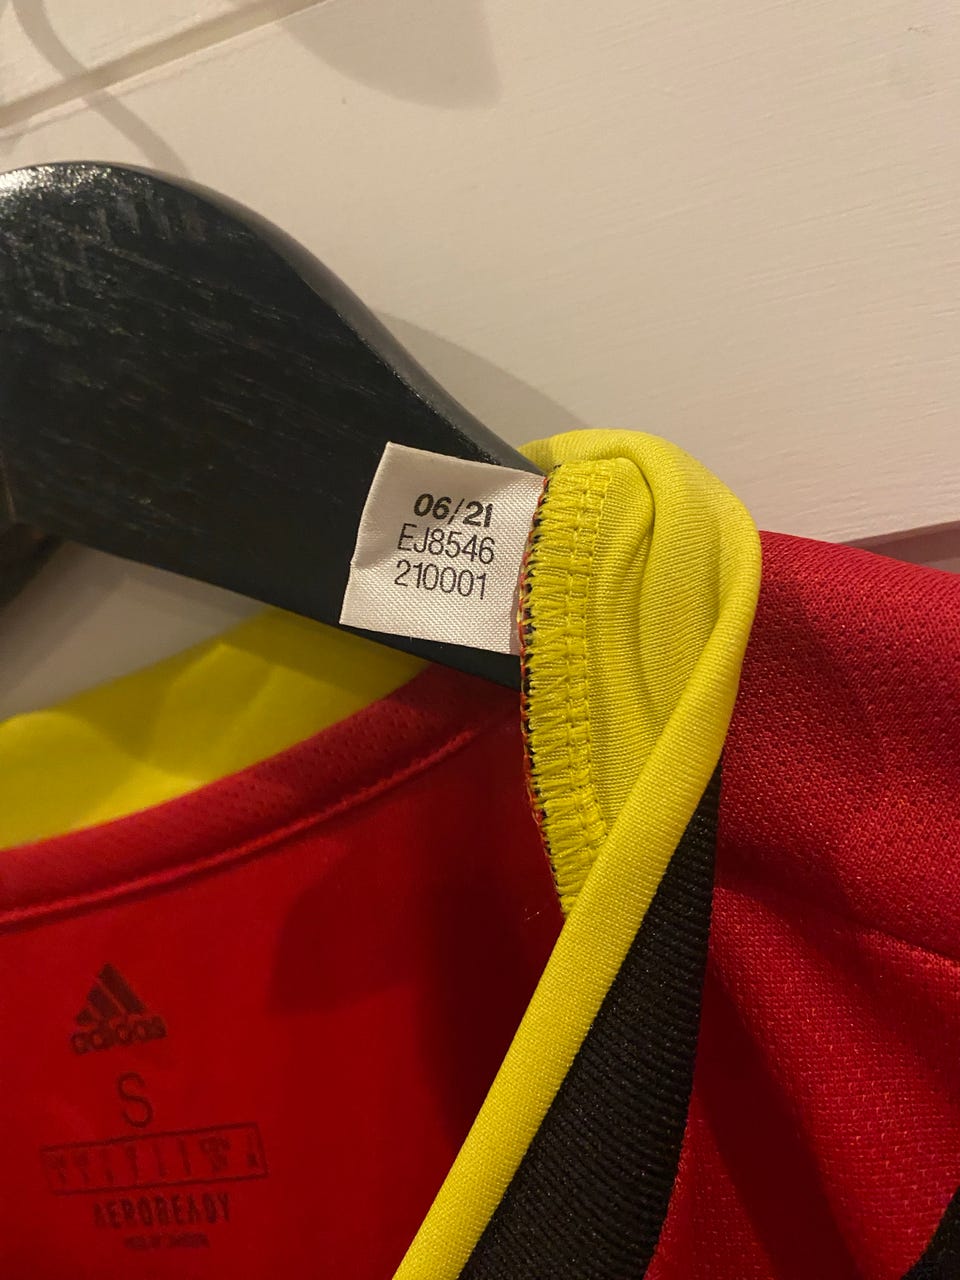 06/21
EJ8546
210001
adidas
S
AEROREADY